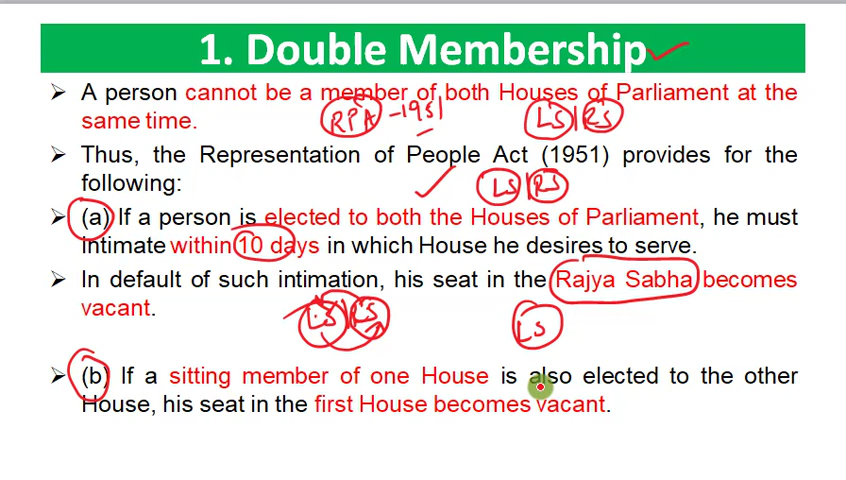 1. Double Membership
➤ A person cannot be a member of both Houses of Parliament at the
same time.
RPA - 1951 LS | RS
➤ Thus, the Representation of People Act (1951) provides for the
following:
LS | RS
➤ (a) If a person is elected to both the Houses of Parliament, he must
intimate within 10 days in which House he desires to serve.
➤ In default of such intimation, his seat in the Rajya Sabha becomes
vacant.
LS | LS LS
➤ (b) If a sitting member of one House is also elected to the other
House, his seat in the first House becomes vacant.